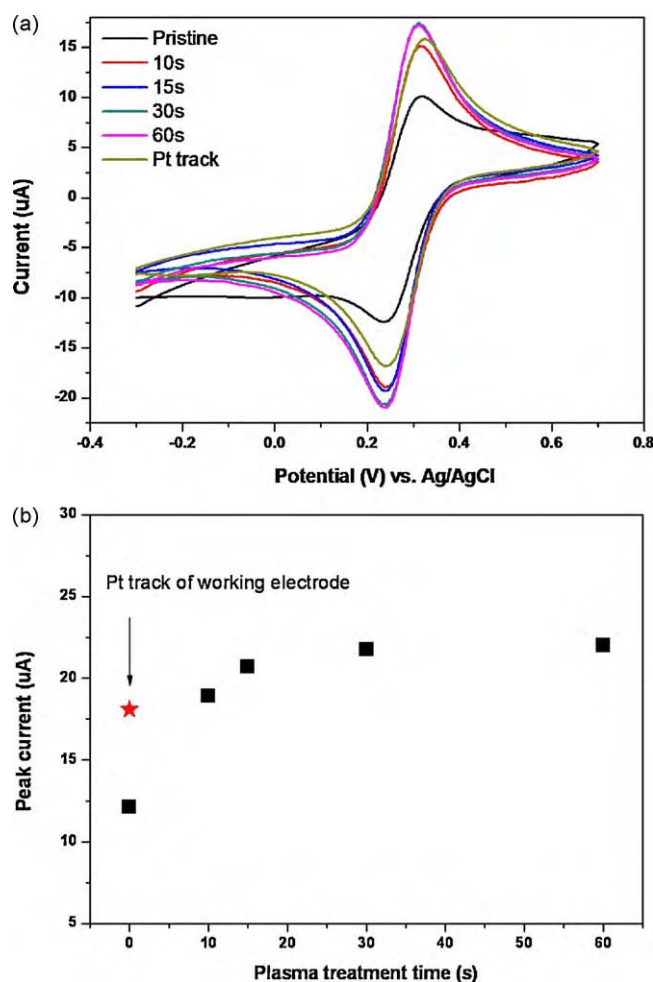 (a)
Pristine
10s
15s
30s
60s
Pt track
17.5
15
10
5
0
-5
-10
-15
-20
Current (uA)
-0.4 -0.2 0.0 0.2 0.4 0.6 0.8
Potential (V) vs. Ag/AgCl
(b)
30
25
20
15
10
5
Pt track of working electrode
Peak current (uA)
0 10 20 30 40 50 60
Plasma treatment time (s)